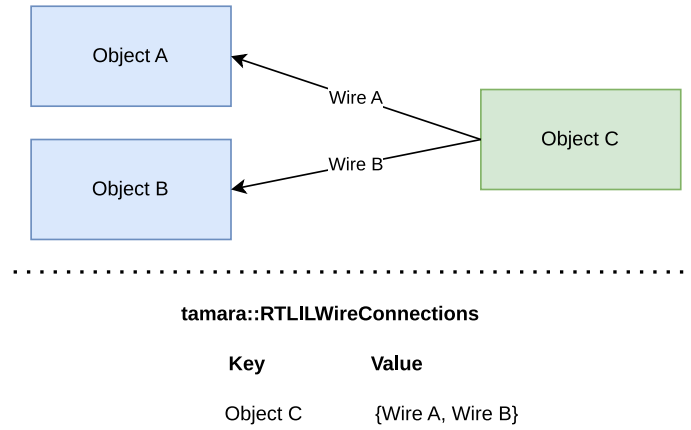 Object A
Wire A
Object C
Wire B
Object B
tamara::RTLILWireConnections
Key Value
Object C {Wire A, Wire B}